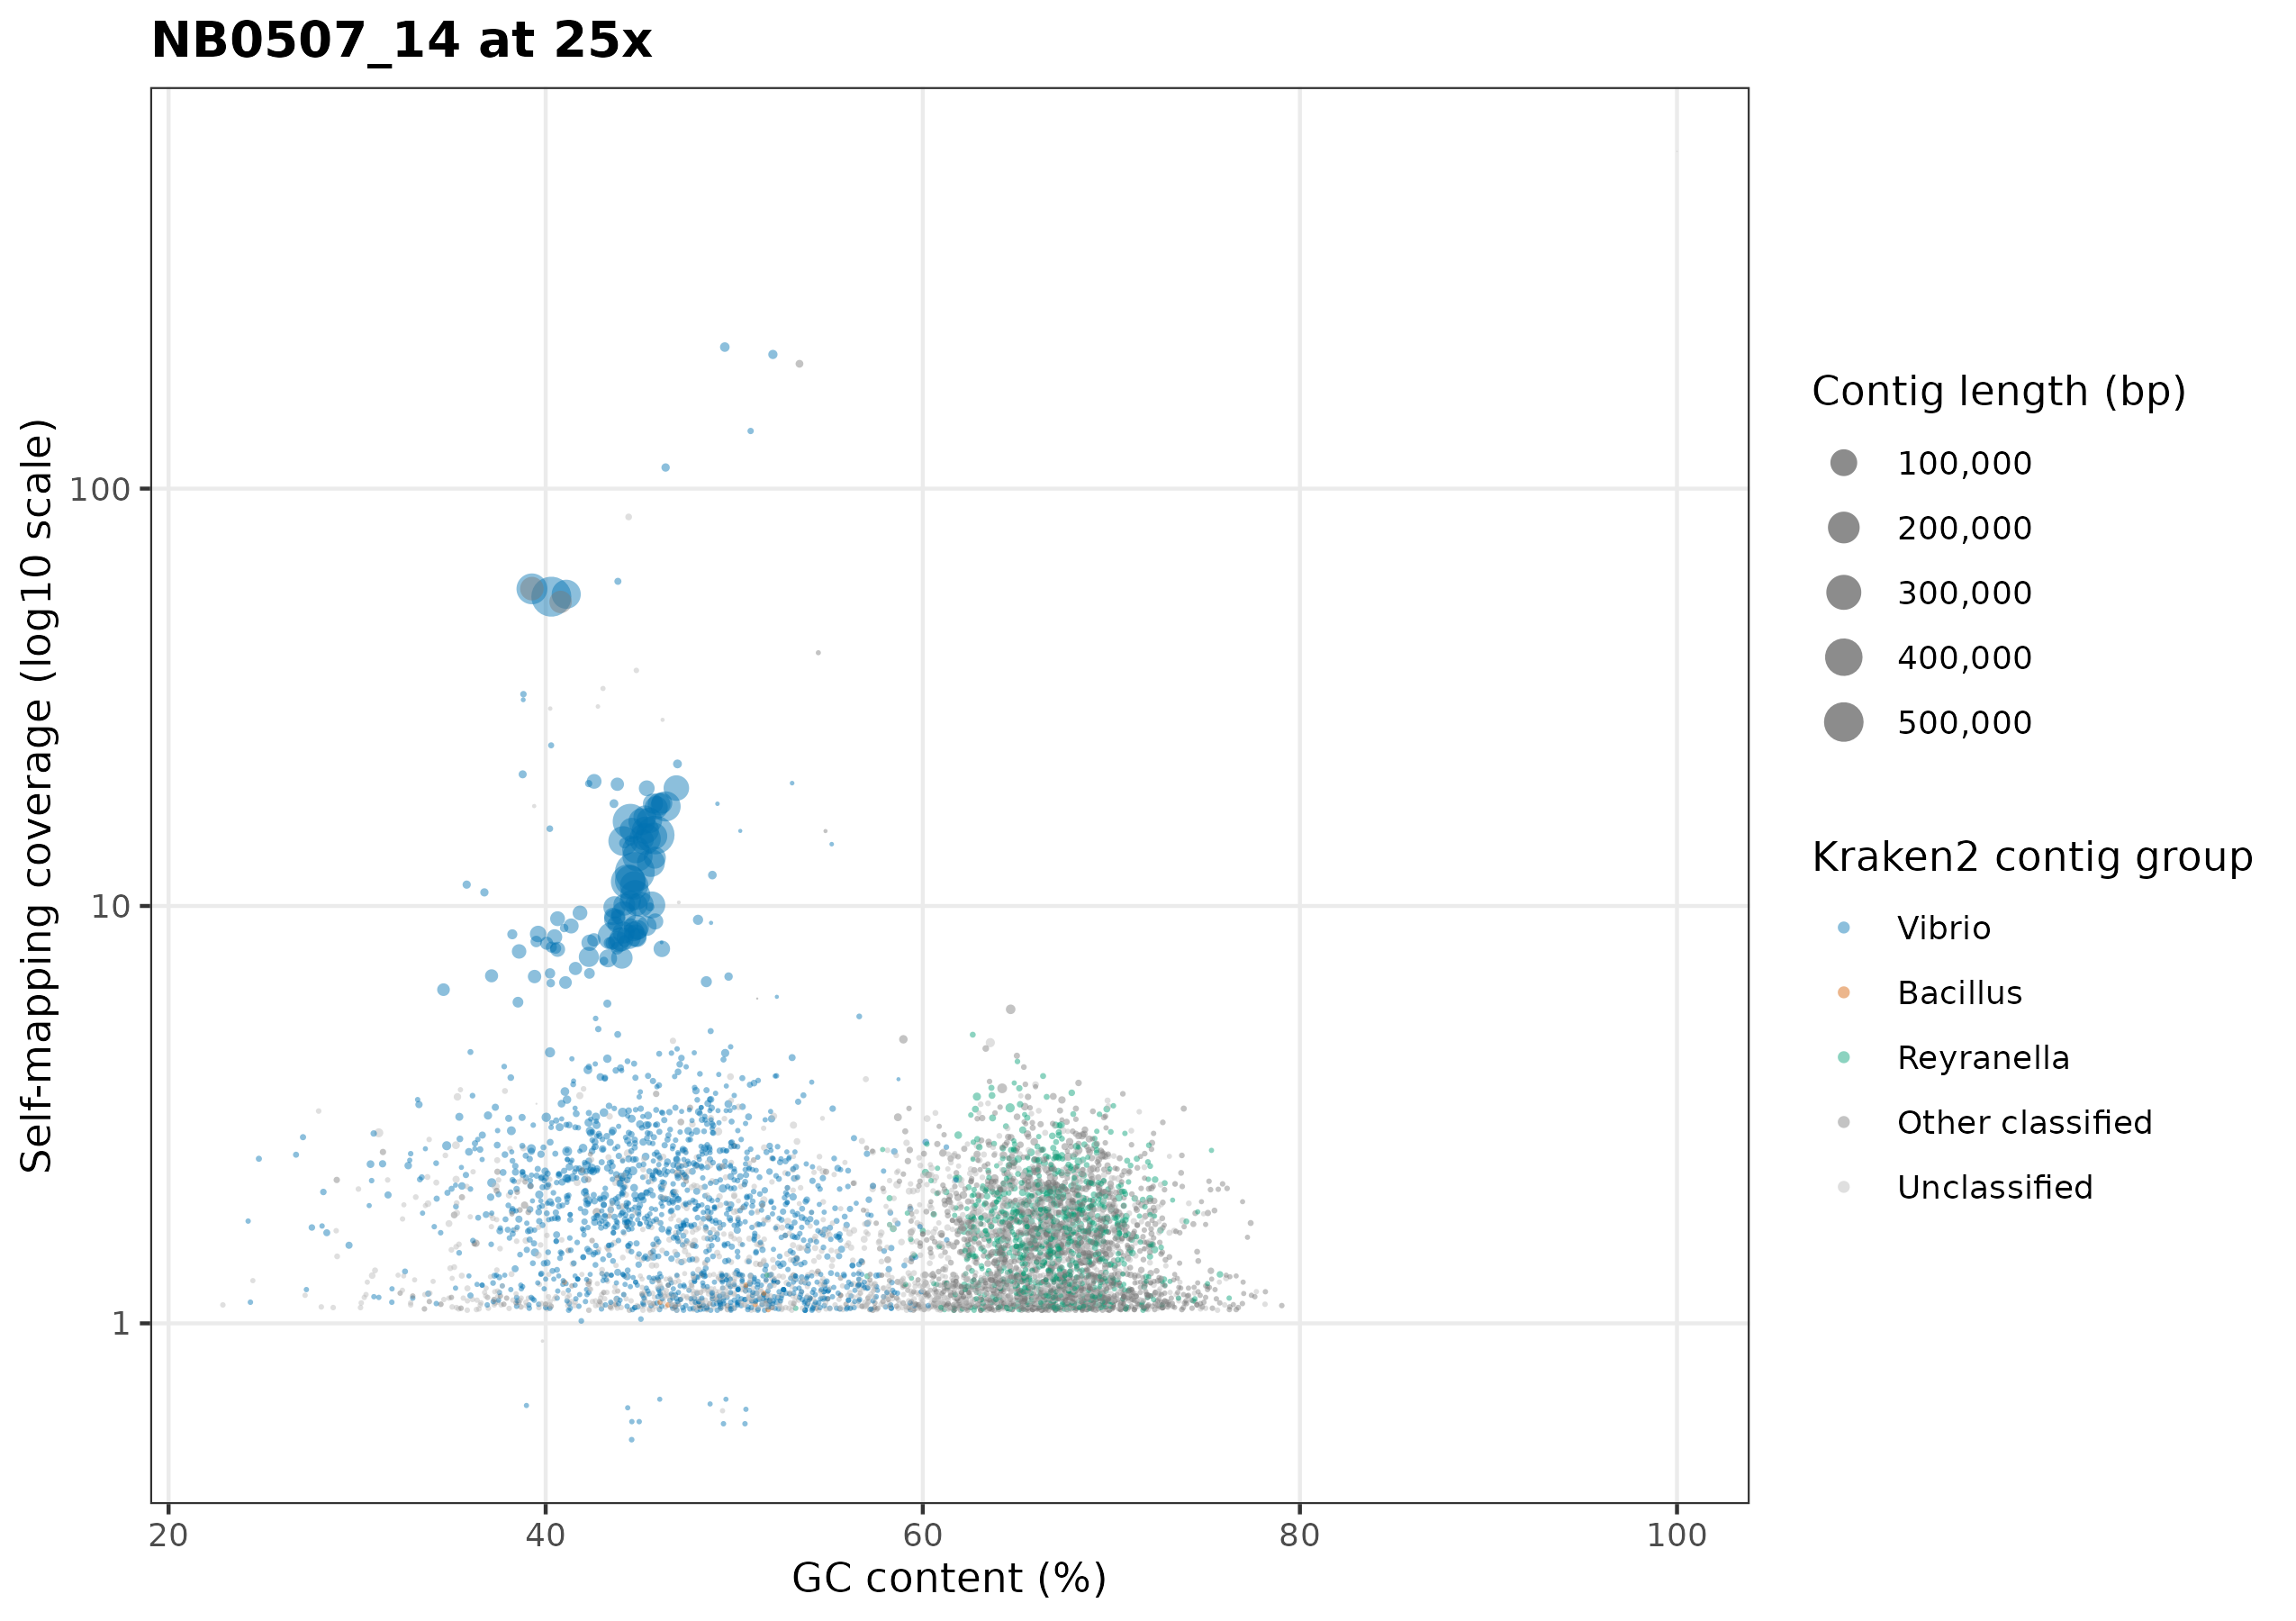 NB0507_14 at 25x
Self-mapping coverage (log10 scale)
100
10
1
20
40
60
80
100
GC content (%)
Contig length (bp)
100,000
200,000
300,000
400,000
500,000
Kraken2 contig group
Vibrio
Bacillus
Reyranella
Other classified
Unclassified